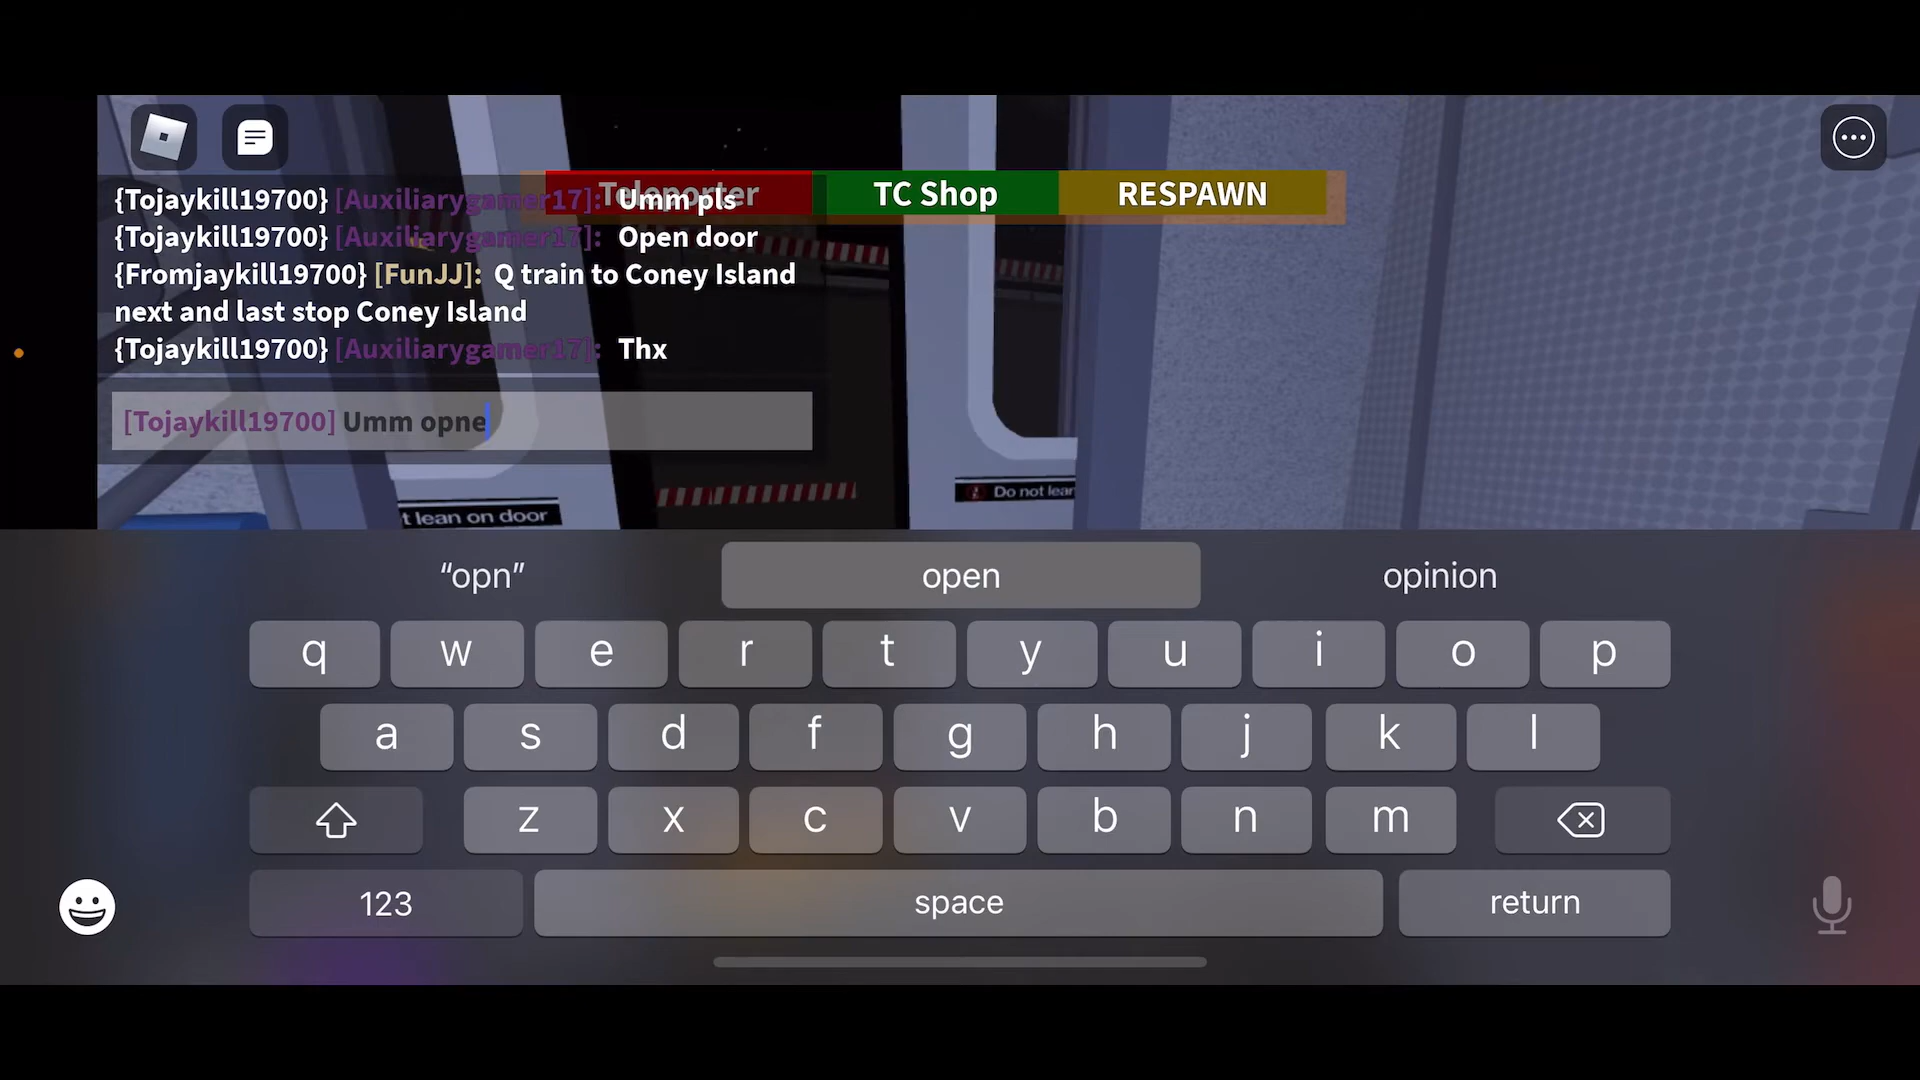 Teleporter TC Shop RESPAWN
{Tojaykill19700} [Auxiliarygamer17]: Umm pls
{Tojaykill19700} [Auxiliarygamer17]: Open door
{Fromjaykill19700} [FunJJ]: Q train to Coney Island
next and last stop Coney Island
{Tojaykill19700} [Auxiliarygamer17]: Thx
[Tojaykill19700] Umm opne
Do not lean
t lean on door
“opn” open opinion
q w e r t y u i o p
a s d f g h j k l
z x c v b n m
123 space return